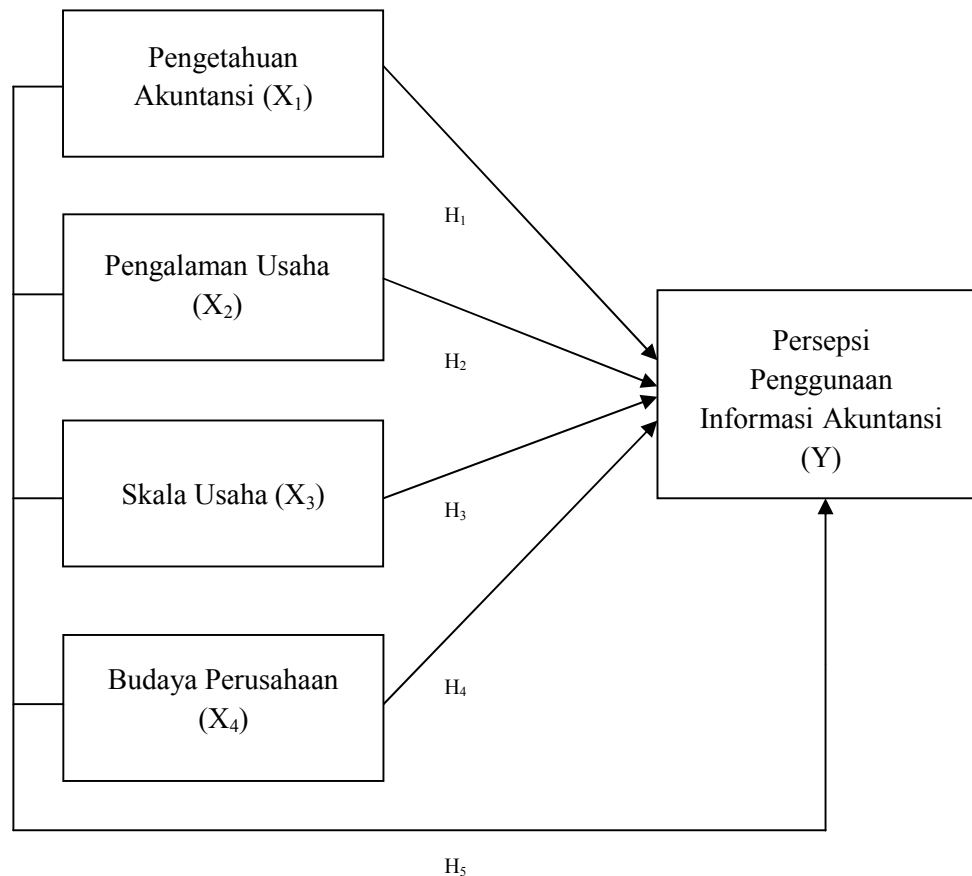 Pengetahuan
Akuntansi (X₁)
H₁
Pengalaman Usaha
(X₂)
H₂
Persepsi
Penggunaan
Informasi Akuntansi
(Y)
Skala Usaha (X₃)
H₃
Budaya Perusahaan
(X₄)
H₄
H₅